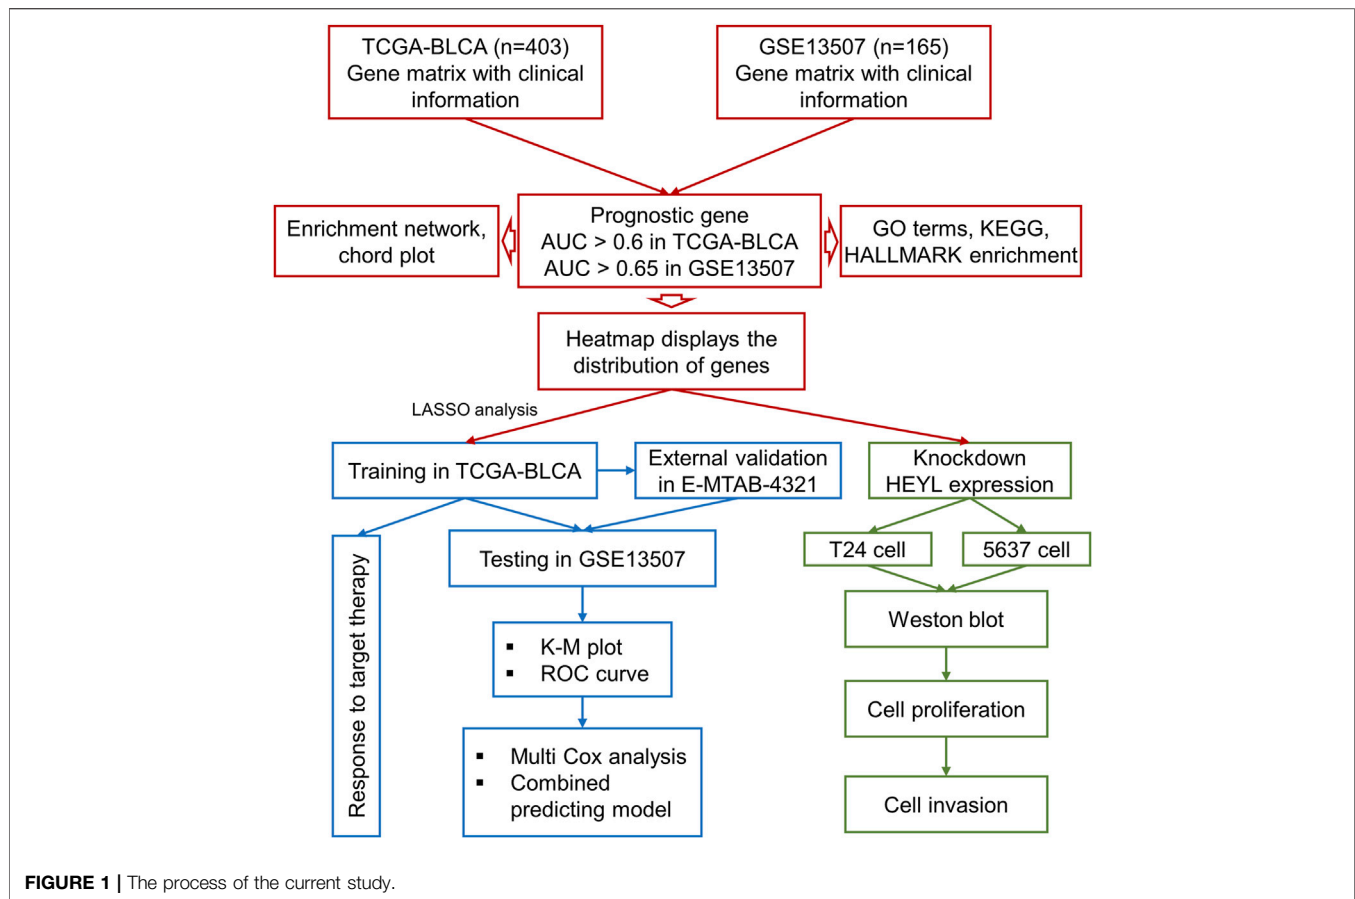 TCGA-BLCA (n=403)
Gene matrix with clinical
information
GSE13507 (n=165)
Gene matrix with clinical
information
Enrichment network,
chord plot
Prognostic gene
AUC > 0.6 in TCGA-BLCA
AUC > 0.65 in GSE13507
GO terms, KEGG,
HALLMARK enrichment
Heatmap displays the
distribution of genes
LASSO analysis
Training in TCGA-BLCA
External validation
in E-MTAB-4321
Knockdown
HEYL expression
Response to target therapy
Testing in GSE13507
▪ K-M plot
▪ ROC curve
▪ Multi Cox analysis
▪ Combined
predicting model
T24 cell
5637 cell
Weston blot
Cell proliferation
Cell invasion
FIGURE 1 | The process of the current study.